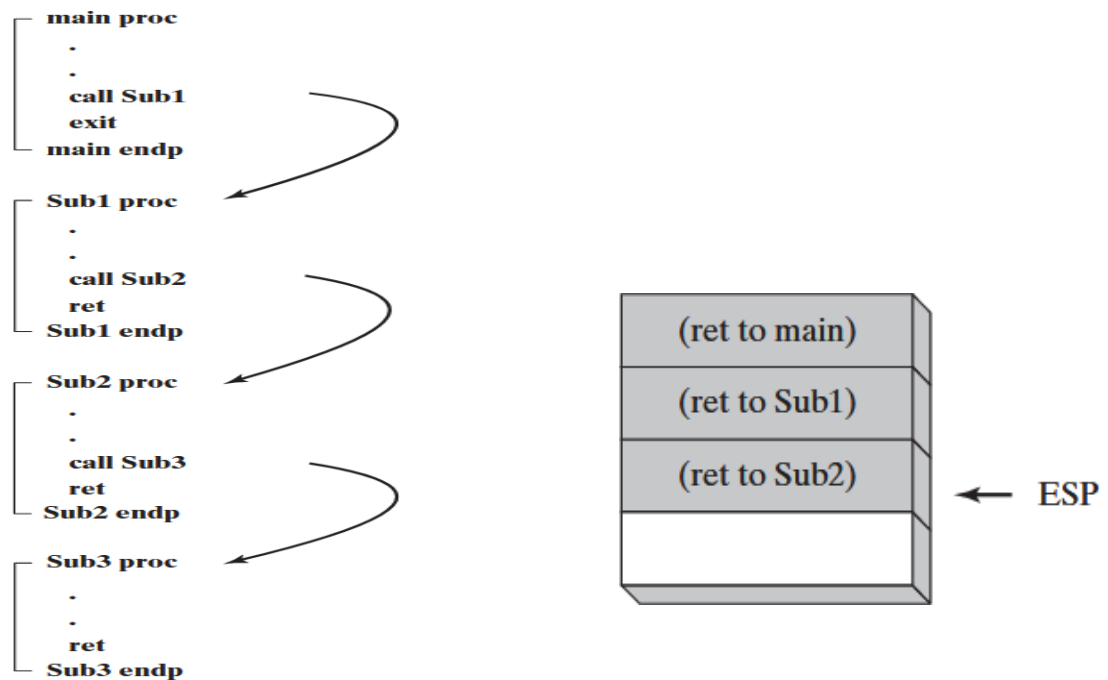 main proc
.
.
call Sub1
exit
main endp
Sub1 proc
.
.
call Sub2
ret
Sub1 endp
Sub2 proc
.
.
call Sub3
ret
Sub2 endp
Sub3 proc
.
.
ret
Sub3 endp
(ret to main)
(ret to Sub1)
(ret to Sub2)
ESP